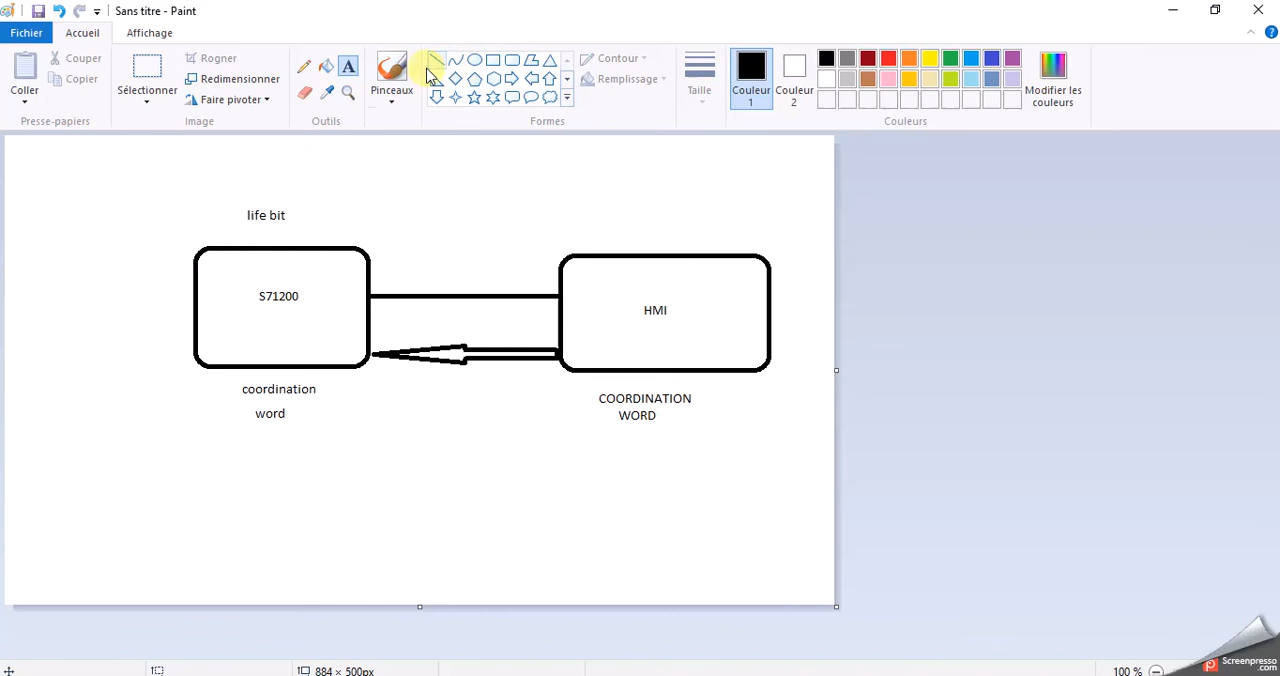 Sans titre - Paint
Fichier
Accueil
Affichage
Coller
Couper
Copier
Presse-papiers
Sélectionner
Rogner
Redimensionner
Faire pivoter
Image
A
Outils
Pinceaux
Formes
Contour
Remplissage
Taille
Couleur
1
Couleur
2
Modifier les
couleurs
Couleurs
life bit
S71200
HMI
coordination
word
COORDINATION
WORD
884 × 500px
100 %
Screenpresso
.com